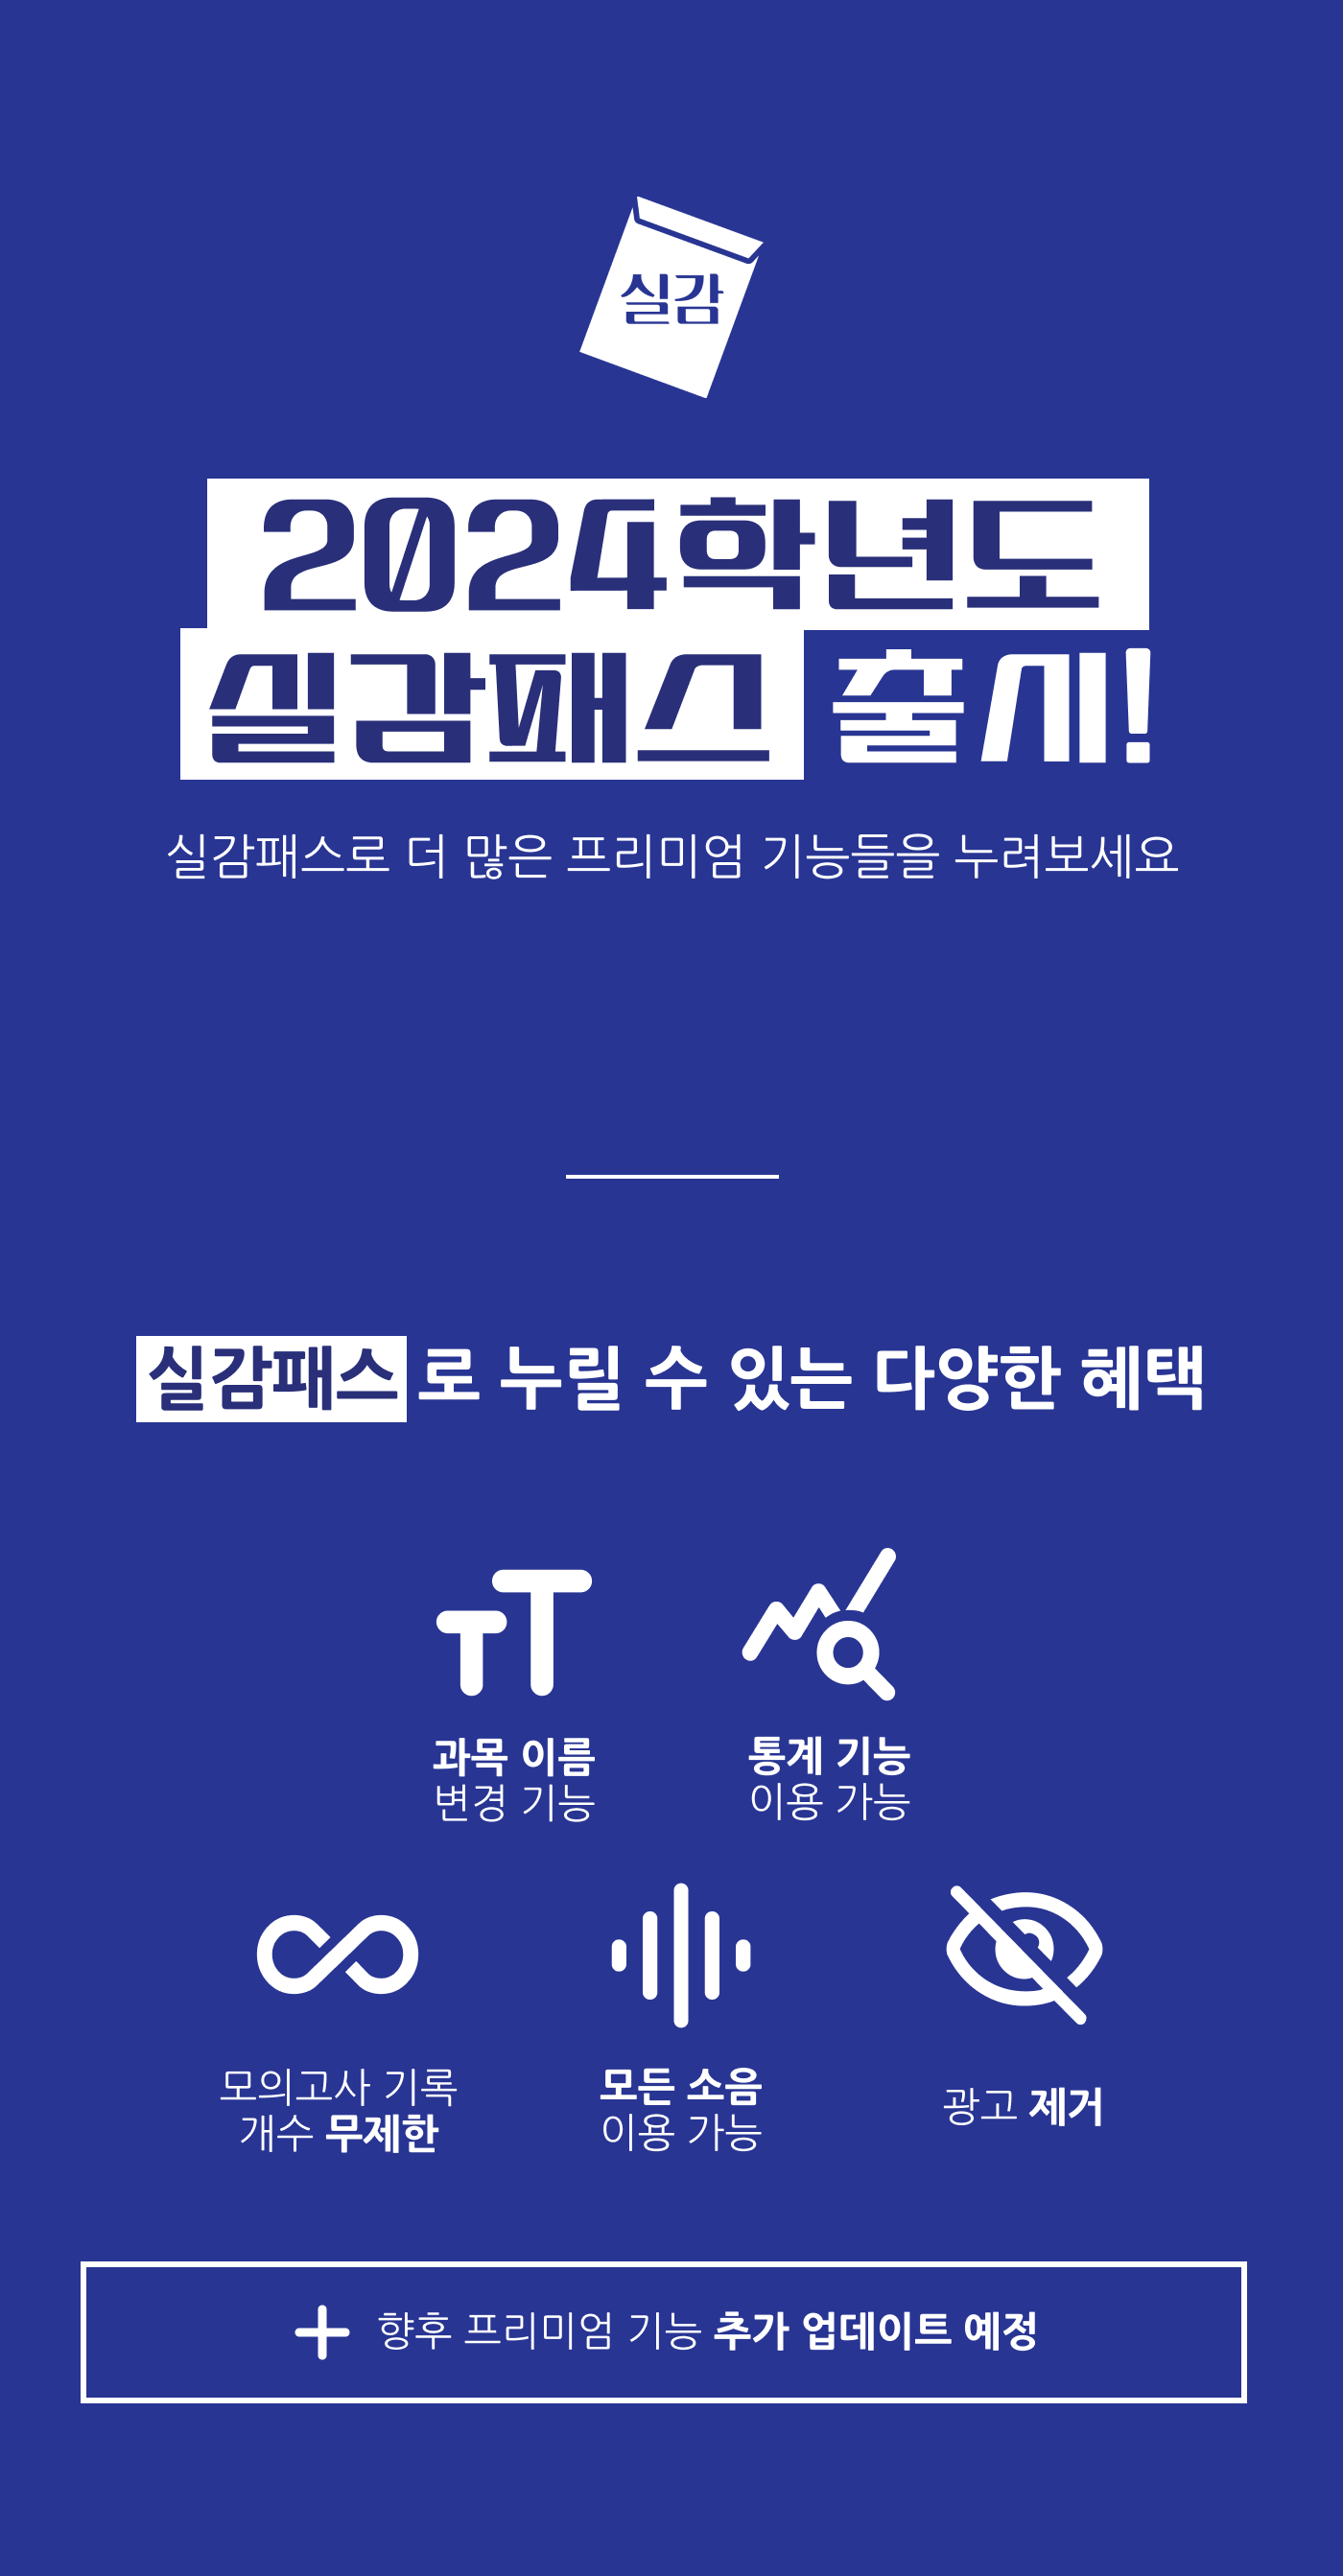 실감
2024학년도
실감패스 출시!
실감패스로 더 많은 프리미엄 기능들을 누려보세요
실감패스로 누릴 수 있는 다양한 혜택
과목 이름
변경 기능
통계 기능
이용 가능
모의고사 기록
개수 무제한
모든 소음
이용 가능
광고 제거
향후 프리미엄 기능 추가 업데이트 예정